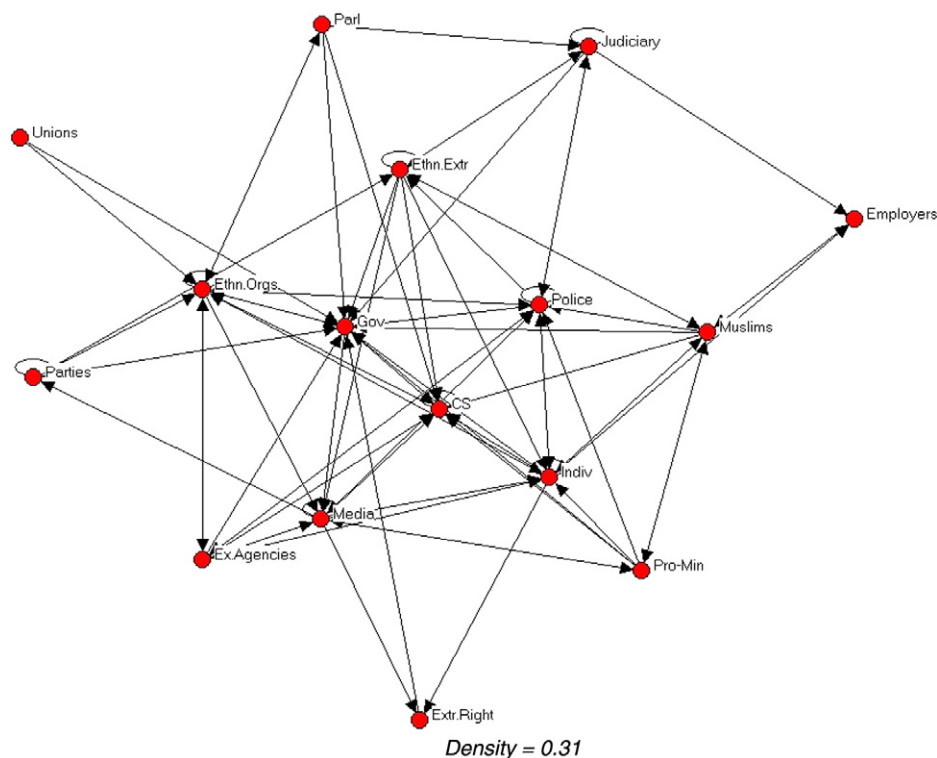 Parl
Judiciary
Unions
Ethn.Extr
Employers
Ethn.Orgs
Police
Gov
Muslims
Parties
CS
Indiv
Media
Ex.Agencies
Pro-Min
Extr.Right
Density = 0.31